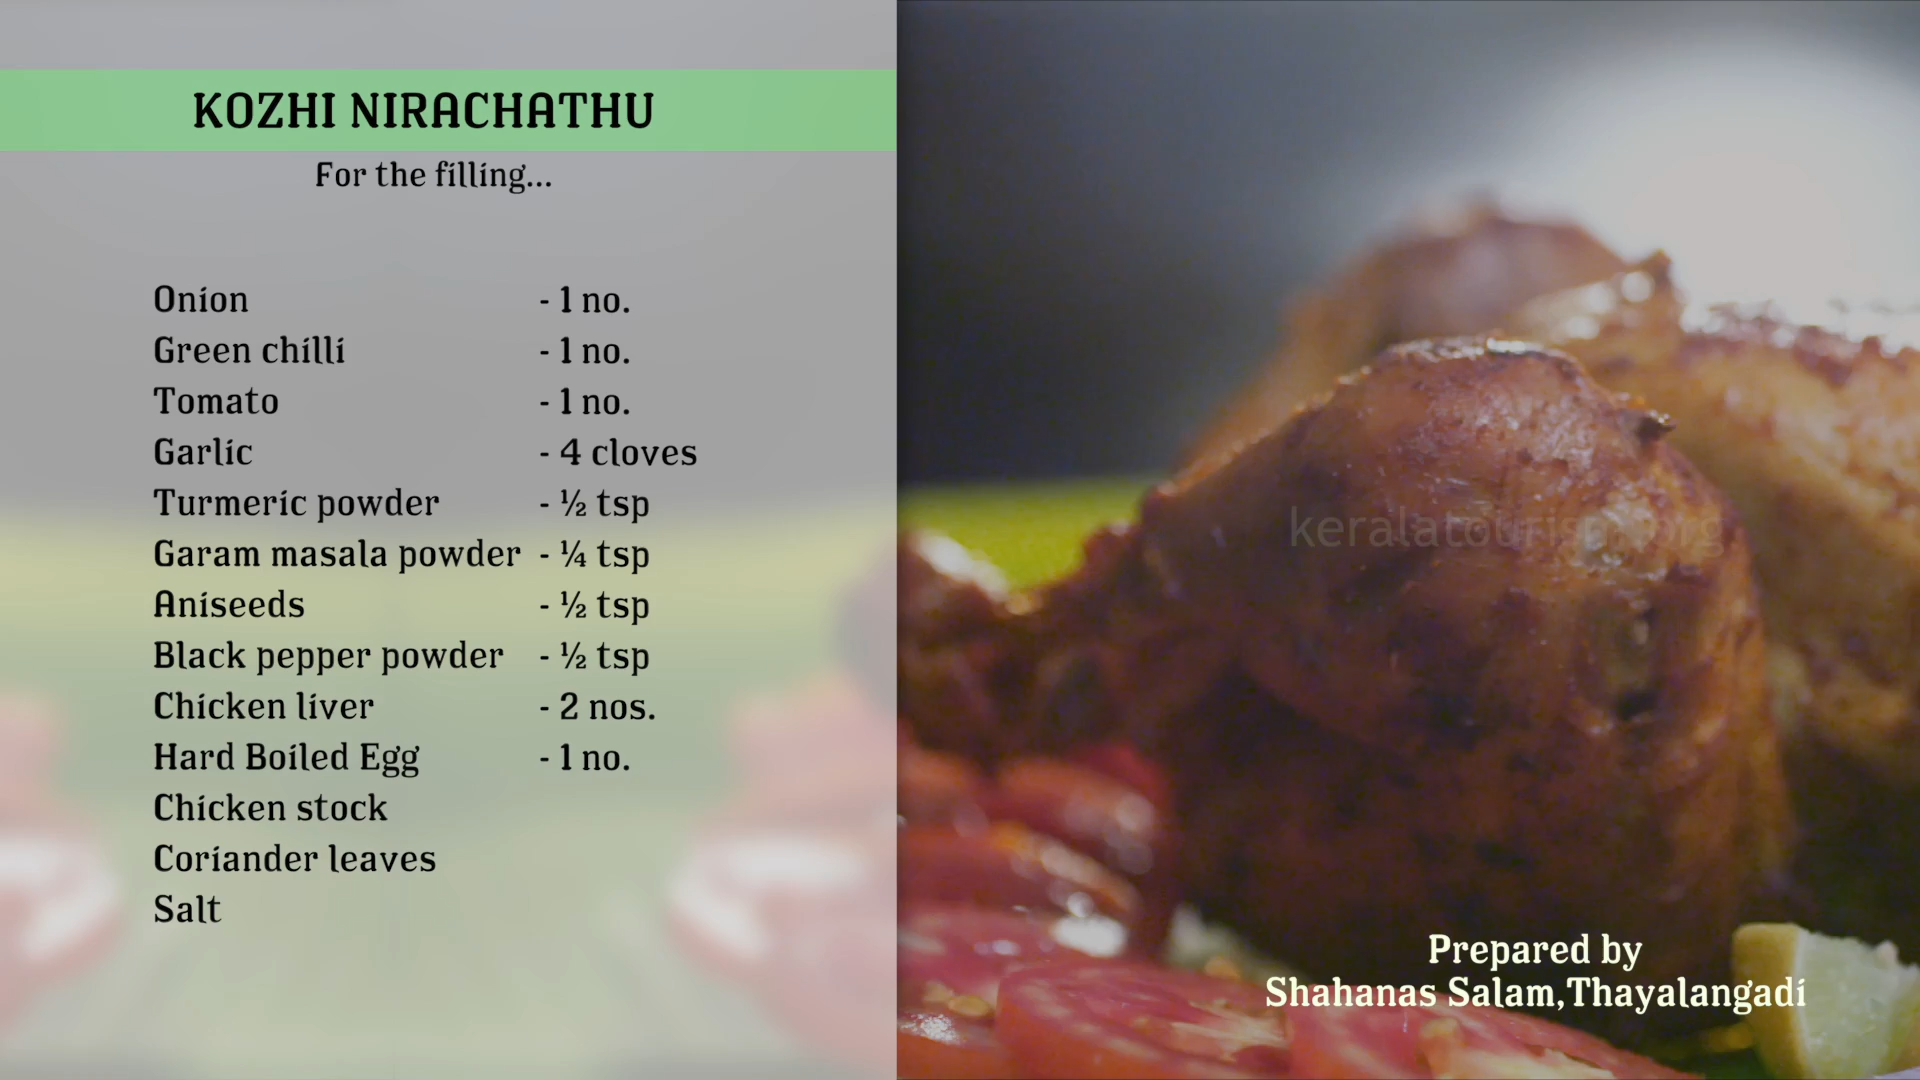 KOZHI NIRACHATHU
For the filling...
Onion - 1 no.
Green chilli - 1 no.
Tomato - 1 no.
Garlic - 4 cloves
Turmeric powder - ½ tsp
Garam masala powder - ¼ tsp
Aniseeds - ½ tsp
Black pepper powder - ½ tsp
Chicken liver - 2 nos.
Hard Boiled Egg - 1 no.
Chicken stock
Coriander leaves
Salt
keralatourism.org
Prepared by
Shahanas Salam,Thayalangadi